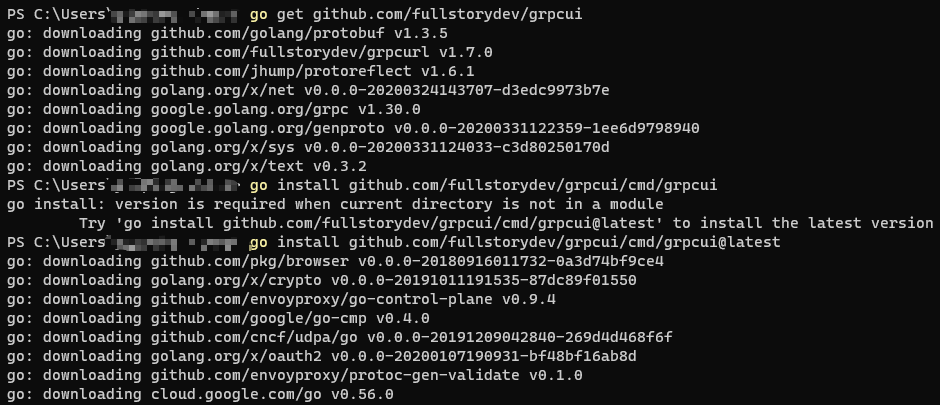 PS C:\Users\ go get github.com/fullstorydev/grpcui
go: downloading github.com/golang/protobuf v1.3.5
go: downloading github.com/fullstorydev/grpcurl v1.7.0
go: downloading github.com/jhump/protoreflect v1.6.1
go: downloading golang.org/x/net v0.0.0-20200324143707-d3edc9973b7e
go: downloading google.golang.org/grpc v1.30.0
go: downloading google.golang.org/genproto v0.0.0-20200331122359-1ee6d9798940
go: downloading golang.org/x/sys v0.0.0-20200331124033-c3d80250170d
go: downloading golang.org/x/text v0.3.2
PS C:\Users go install github.com/fullstorydev/grpcui/cmd/grpcui
go install: version is required when current directory is not in a module
Try 'go install github.com/fullstorydev/grpcui/cmd/grpcui@latest' to install the latest version
PS C:\Users go install github.com/fullstorydev/grpcui/cmd/grpcui@latest
go: downloading github.com/pkg/browser v0.0.0-20180916011732-0a3d74bf9ce4
go: downloading golang.org/x/crypto v0.0.0-20191011191535-87dc89f01550
go: downloading github.com/envoyproxy/go-control-plane v0.9.4
go: downloading github.com/google/go-cmp v0.4.0
go: downloading github.com/cncf/udpa/go v0.0.0-20191209042840-269d4d468f6f
go: downloading golang.org/x/oauth2 v0.0.0-20200107190931-bf48bf16ab8d
go: downloading github.com/envoyproxy/protoc-gen-validate v0.1.0
go: downloading cloud.google.com/go v0.56.0